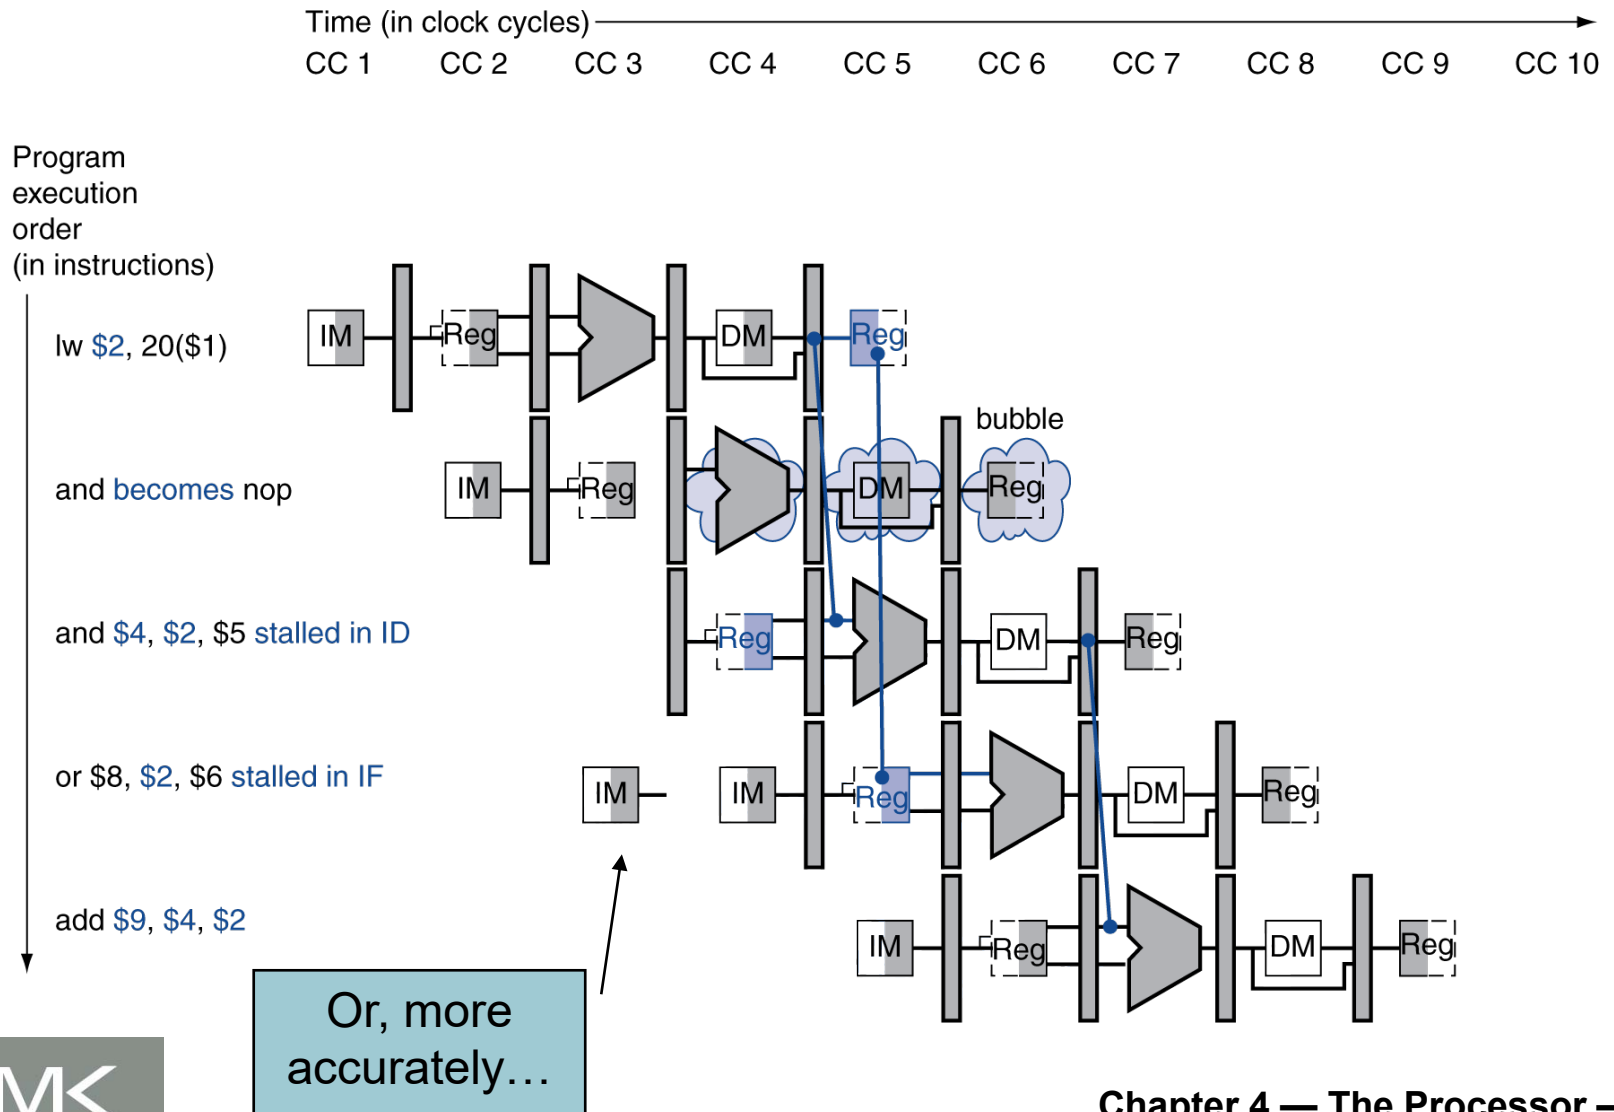 Time (in clock cycles)
CC 1 CC 2 CC 3 CC 4 CC 5 CC 6 CC 7 CC 8 CC 9 CC 10
Program
execution
order
(in instructions)
lw $2, 20($1)
IM Reg DM Reg
bubble
and becomes nop
IM Reg DM Reg
and $4, $2, $5 stalled in ID
Reg DM Reg
or $8, $2, $6 stalled in IF
IM IM Reg DM Reg
add $9, $4, $2
IM Reg DM Reg
Or, more
accurately…
MK
Chapter 4 — The Processor —